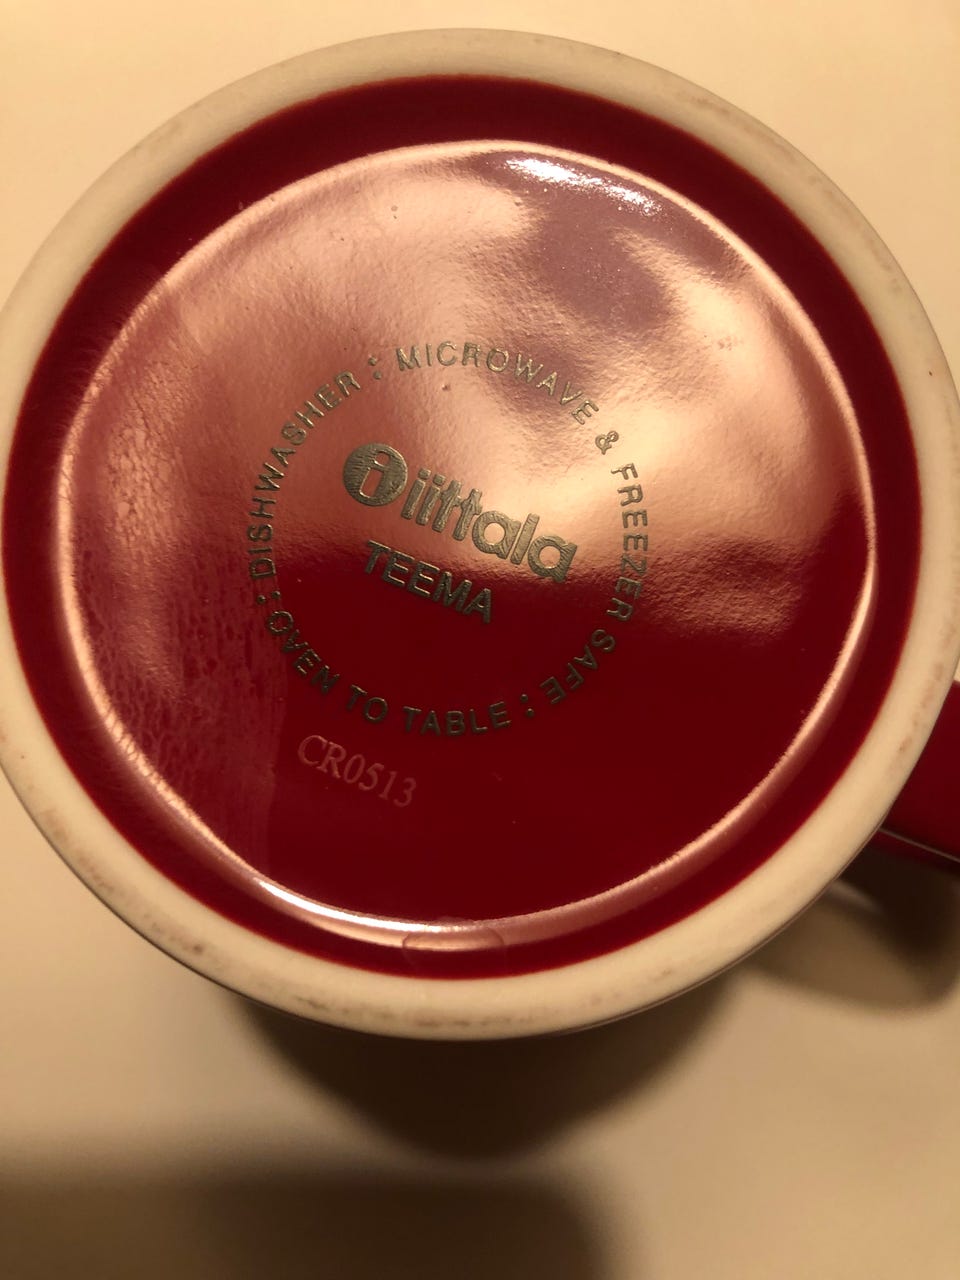 : MICROWAVE & FREEZER SAFE : OVEN TO TABLE : DISHWASHER
i iittala
TEEMA
CR0513